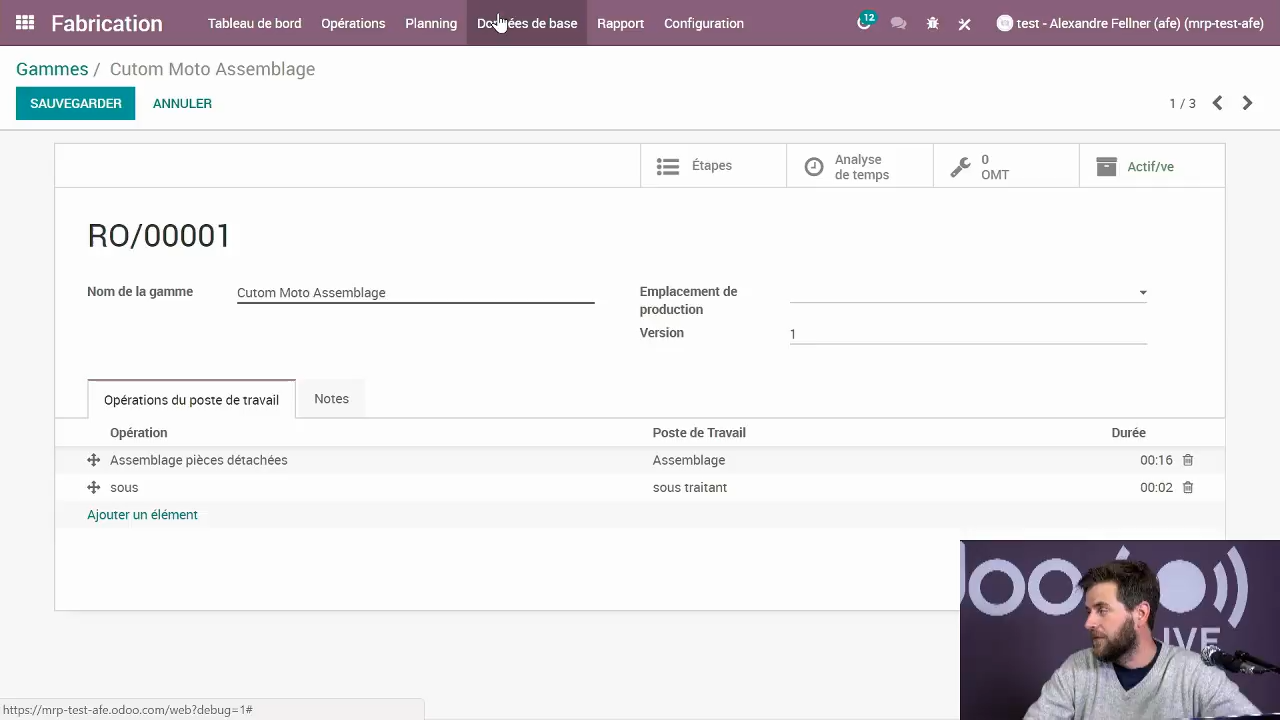 Fabrication
Tableau de bord Opérations Planning Données de base Rapport Configuration
12
test - Alexandre Fellner (afe) (mrp-test-afe)
Gammes / Cutom Moto Assemblage
SAUVEGARDER ANNULER
1 / 3
Étapes
Analyse
de temps
0
OMT
Actif/ve
RO/00001
Nom de la gamme Cutom Moto Assemblage
Emplacement de
production
Version 1
Opérations du poste de travail Notes
Opération Poste de Travail Durée
Assemblage pièces détachées Assemblage 00:16
sous sous traitant 00:02
Ajouter un élément
https://mrp-test-afe.odoo.com/web?debug=1#